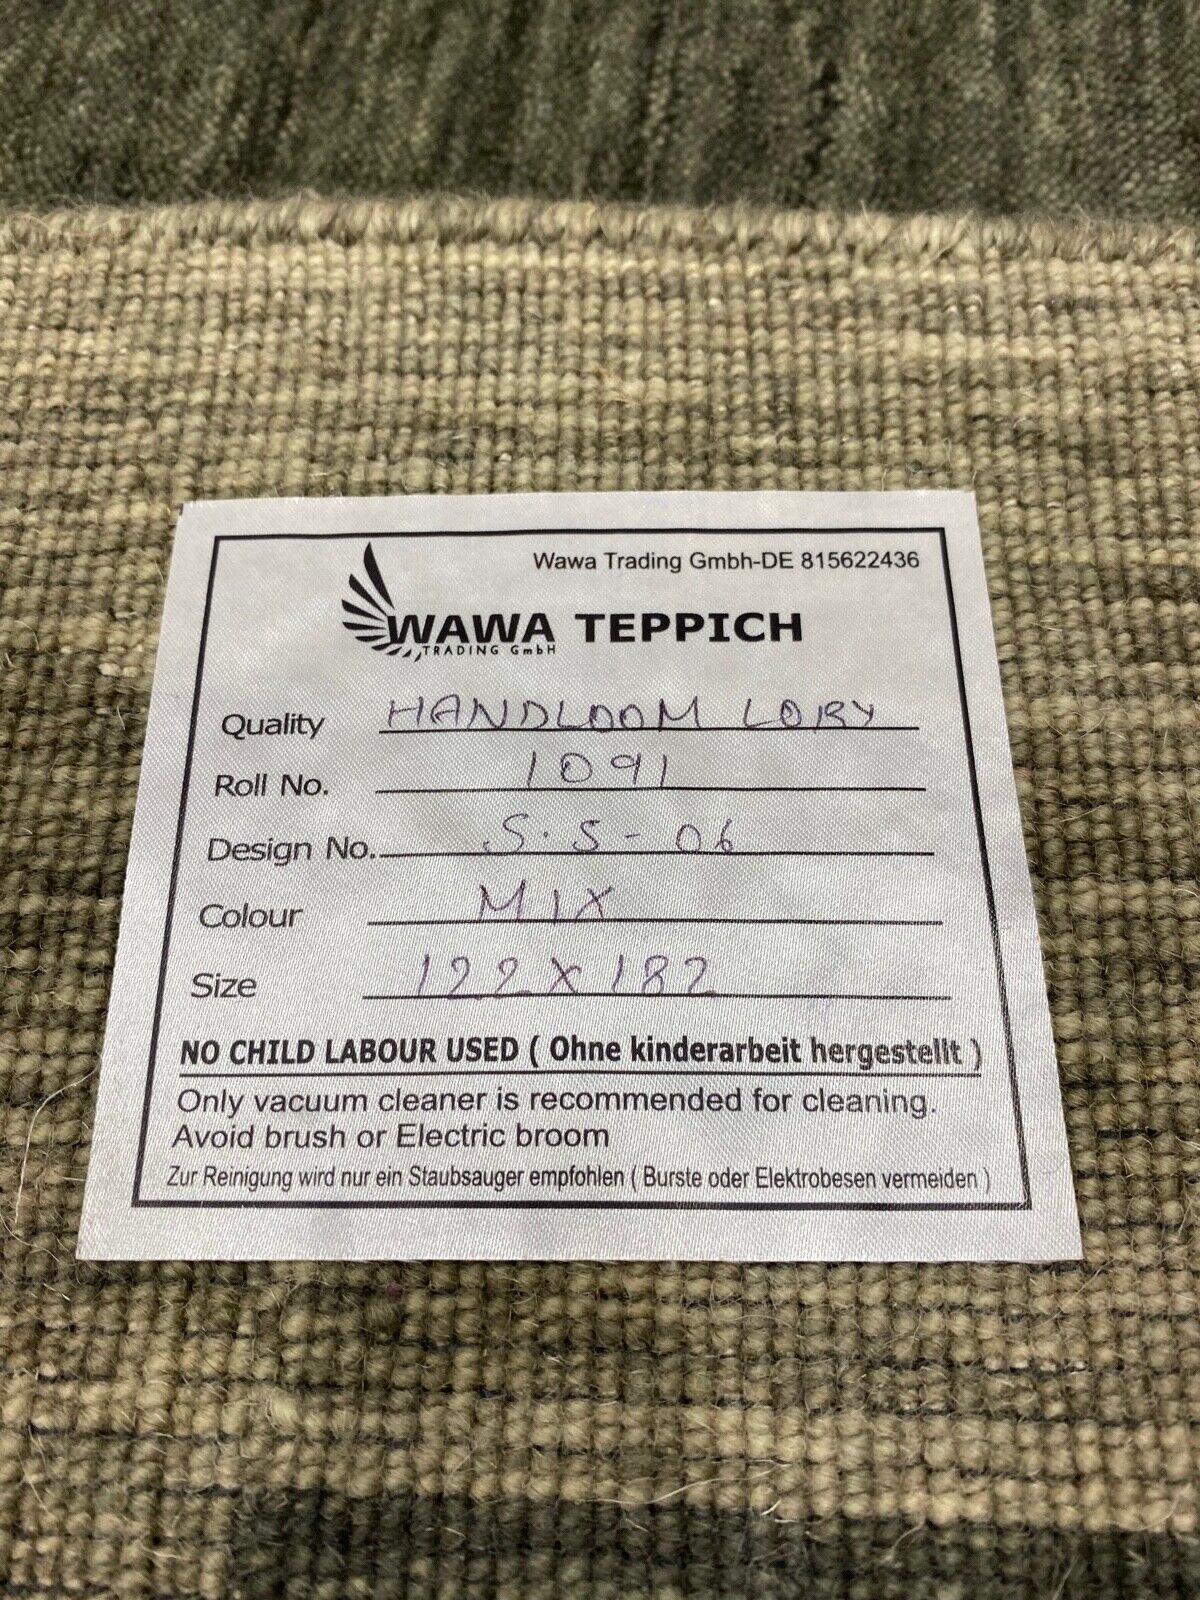 Wawa Trading Gmbh-DE 815622436
WAWA TEPPICH
TRADING GmbH
Quality HANDLOOM LORY
Roll No. 1091
Design No. S.S-06
Colour MIX
Size 122X182
NO CHILD LABOUR USED ( Ohne kinderarbeit hergestellt )
Only vacuum cleaner is recommended for cleaning.
Avoid brush or Electric broom
Zur Reinigung wird nur ein Staubsauger empfohlen ( Burste oder Elektrobesen vermeiden )